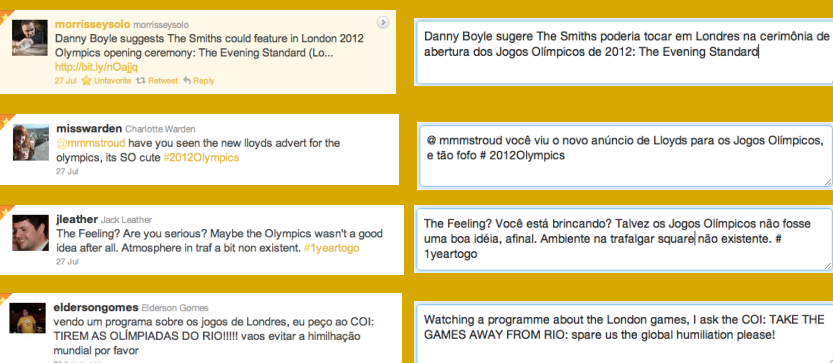 morrisseysolo morrisseysolo
Danny Boyle suggests The Smiths could feature in London 2012
Olympics opening ceremony: The Evening Standard (Lo...
http://bit.ly/nOajjq
27 Jul Unfavorite Retweet Reply
Danny Boyle sugere The Smiths poderia tocar em Londres na cerimônia de
abertura dos Jogos Olímpicos de 2012: The Evening Standard
misswarden Charlotte Warden
@mmmstroud have you seen the new lloyds advert for the
olympics, its SO cute #2012Olympics
27 Jul
@ mmmstroud você viu o novo anúncio de Lloyds para os Jogos Olímpicos,
e tão fofo # 2012Olympics
jleather Jack Leather
The Feeling? Are you serious? Maybe the Olympics wasn't a good
idea after all. Atmosphere in traf a bit non existent. #1yeartogo
27 Jul
The Feeling? Você está brincando? Talvez os Jogos Olímpicos não fosse
uma boa idéia, afinal. Ambiente na trafalgar square não existente. #
1yeartogo
eldersongomes Elderson Gomes
vendo um programa sobre os jogos de Londres, eu peço ao COI:
TIREM AS OLÍMPIADAS DO RIO!!!!! vaos evitar a himilhação
mundial por favor
Watching a programme about the London games, I ask the COI: TAKE THE
GAMES AWAY FROM RIO: spare us the global humiliation please!